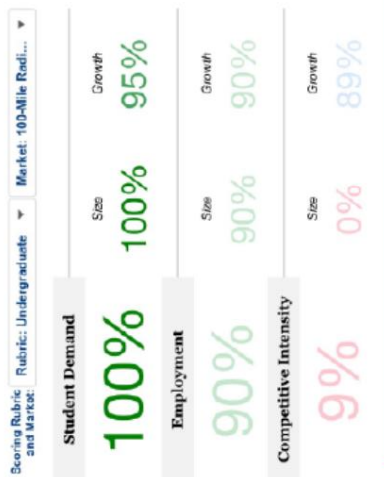 Scoring Rubric and Market: Rubric: Undergraduate Market: 100-Mile Radi...
Student Demand
Size Growth
100% 100% 95%
Employment
Size Growth
90% 90% 90%
Competitive Intensity
Size Growth
9% 0% 89%